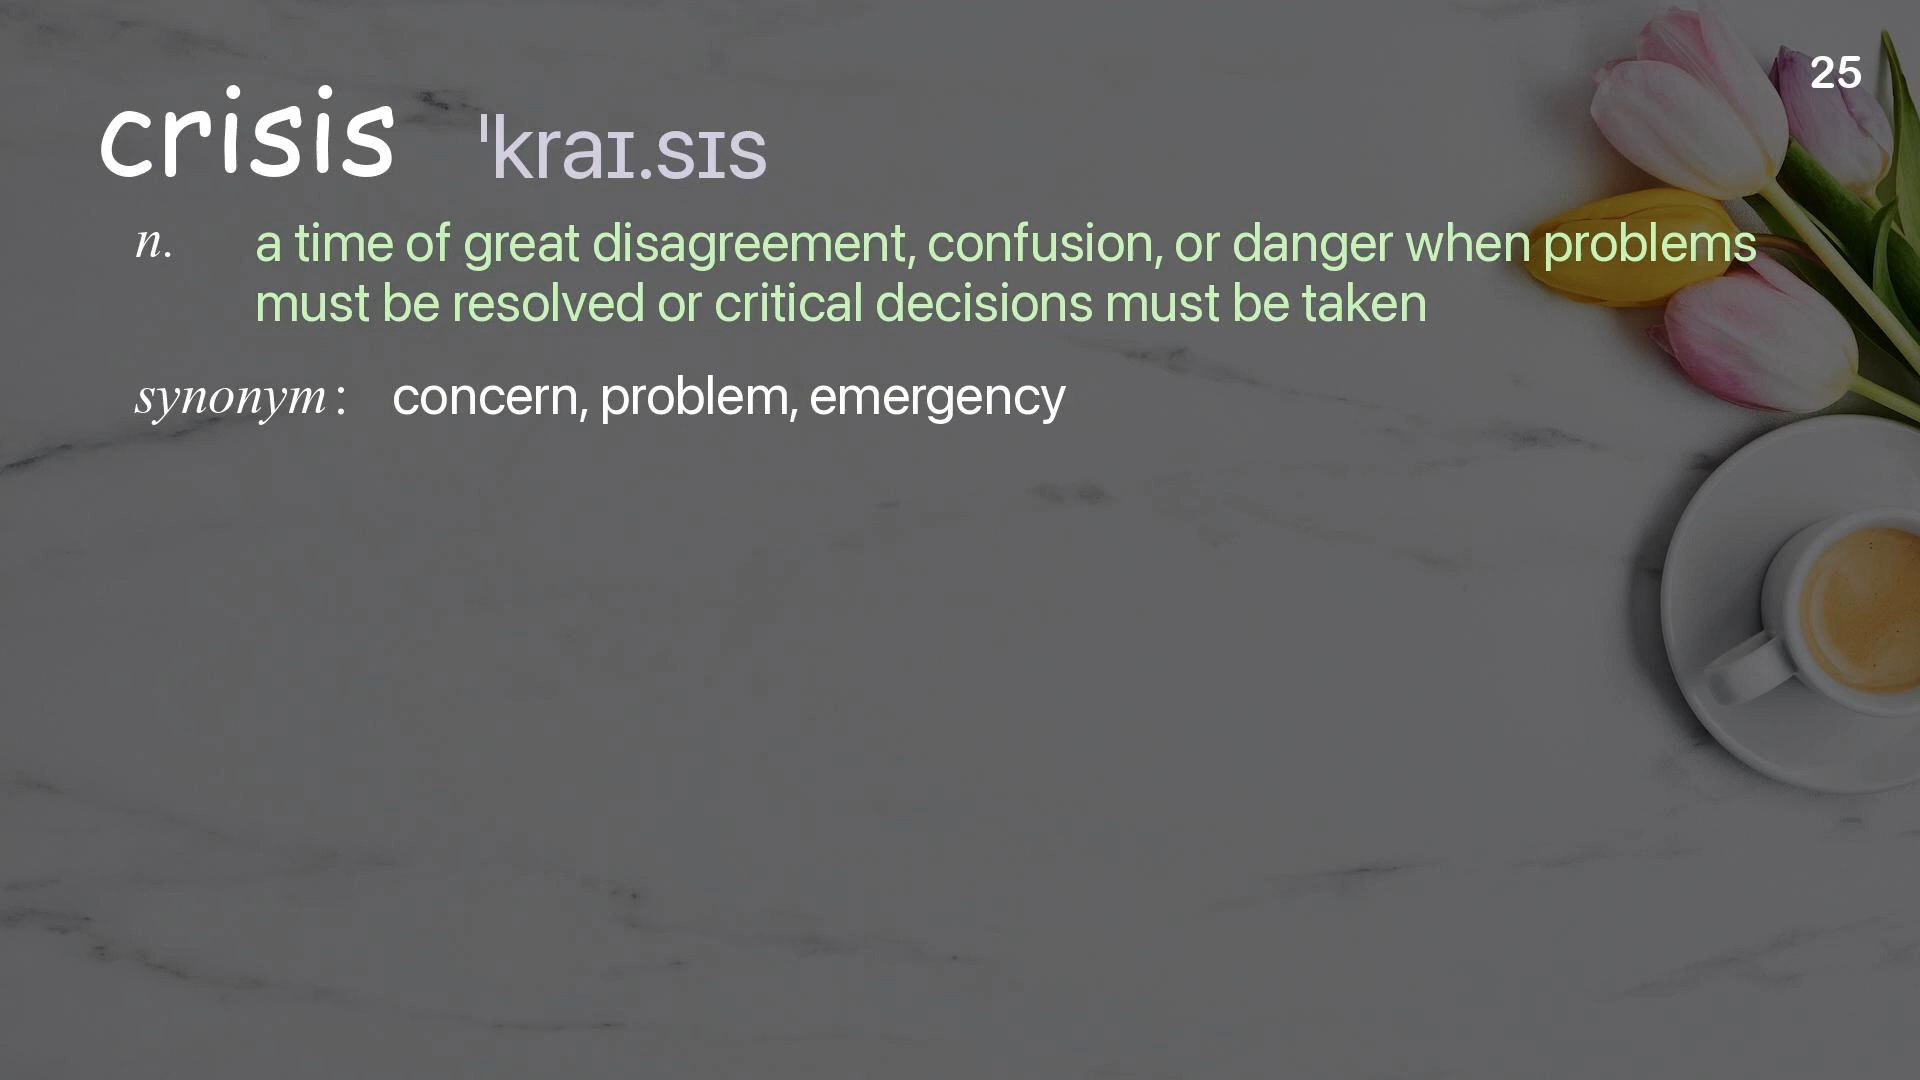 25
crisis ˈkraɪ.sɪs
n. a time of great disagreement, confusion, or danger when problems
must be resolved or critical decisions must be taken
synonym: concern, problem, emergency